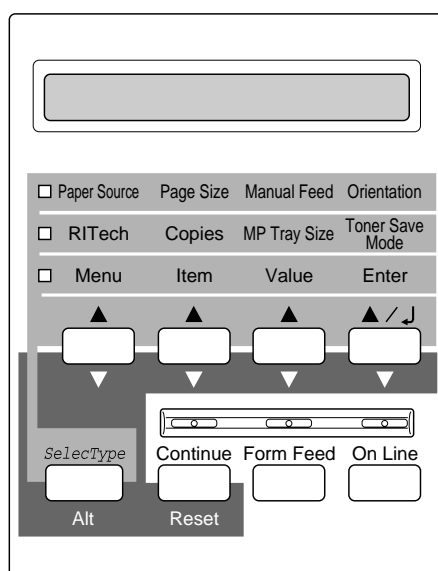 Paper Source Page Size Manual Feed Orientation
RITech Copies MP Tray Size Toner Save Mode
Menu Item Value Enter
SelecType Continue Form Feed On Line
Alt Reset